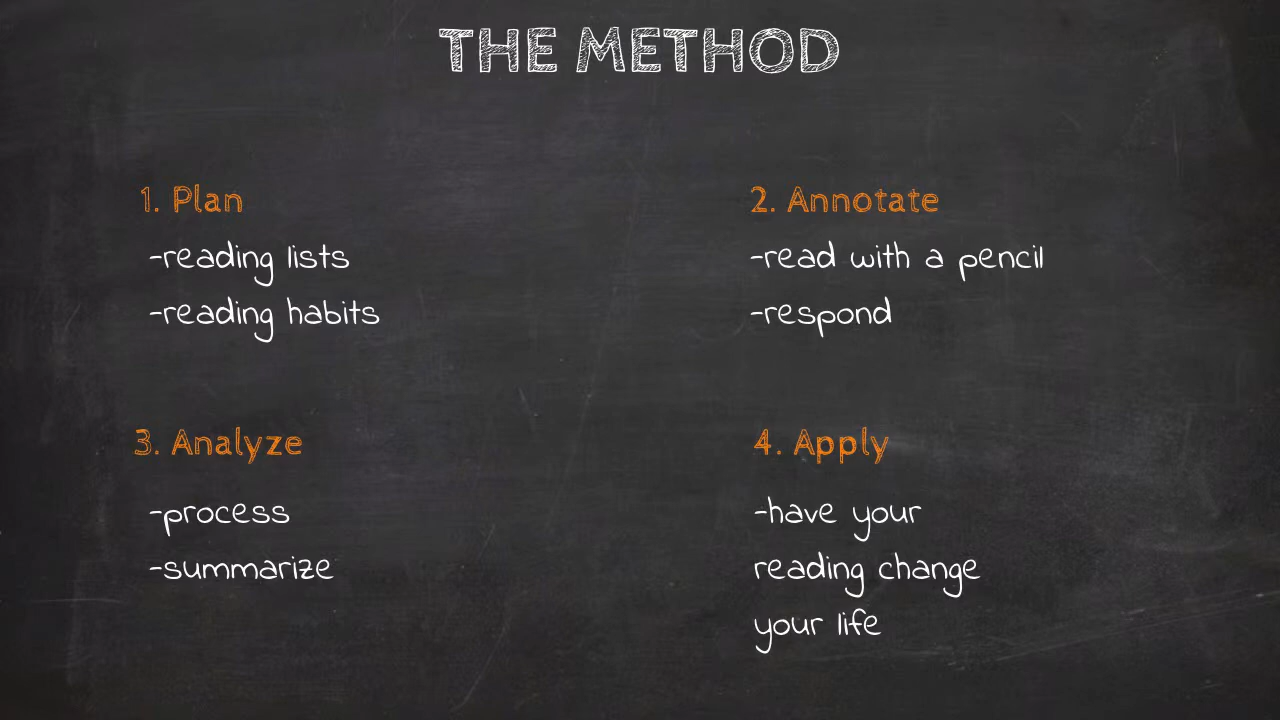 THE METHOD
1. Plan
-reading lists
-reading habits
2. Annotate
-read with a pencil
-respond
3. Analyze
-process
-summarize
4. Apply
-have your
reading change
your life